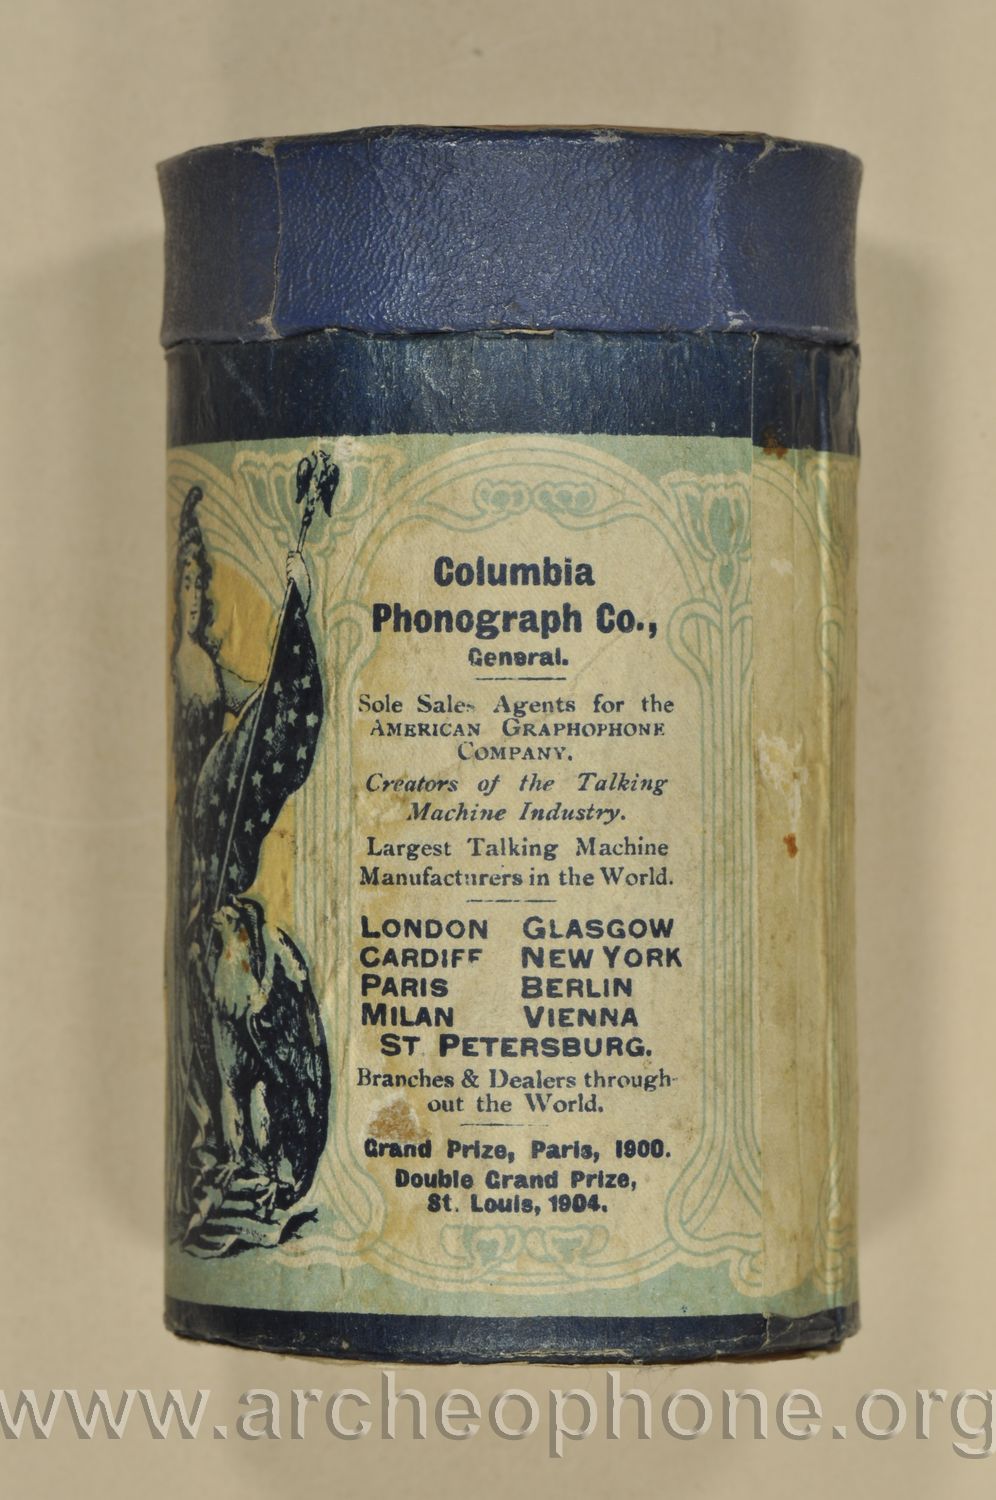 Columbia
Phonograph Co.,
General.
Sole Sales Agents for the
AMERICAN GRAPHOPHONE
COMPANY.
Creators of the Talking
Machine Industry.
Largest Talking Machine
Manufacturers in the World.
LONDON GLASGOW
CARDIFF NEW YORK
PARIS BERLIN
MILAN VIENNA
ST. PETERSBURG.
Branches & Dealers through-
out the World.
Grand Prize, Paris, 1900.
Double Grand Prize,
St. Louis, 1904.
www.archeophone.org